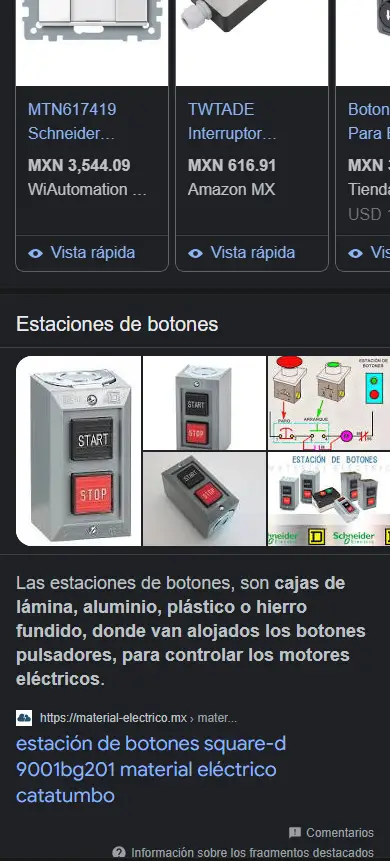 MTN617419
Schneider...
MXN 3,544.09
WiAutomation ...
Vista rápida
TWTADE
Interruptor...
MXN 616.91
Amazon MX
Vista rápida
Boton
Para
MXN
Tienda
USD
Estaciones de botones
START
STOP
START
STOP
ESTACIÓN DE
BOTONES
PARO
ARRANQUE
ESTACIÓN DE BOTONES
Schneider
Electric
Schneider
Electric
Las estaciones de botones, son cajas de
lámina, aluminio, plástico o hierro
fundido, donde van alojados los botones
pulsadores, para controlar los motores
eléctricos.
https://material-electrico.mx › mater...
estación de botones square-d
9001bg201 material eléctrico
catatumbo
Comentarios
Información sobre los fragmentos destacados